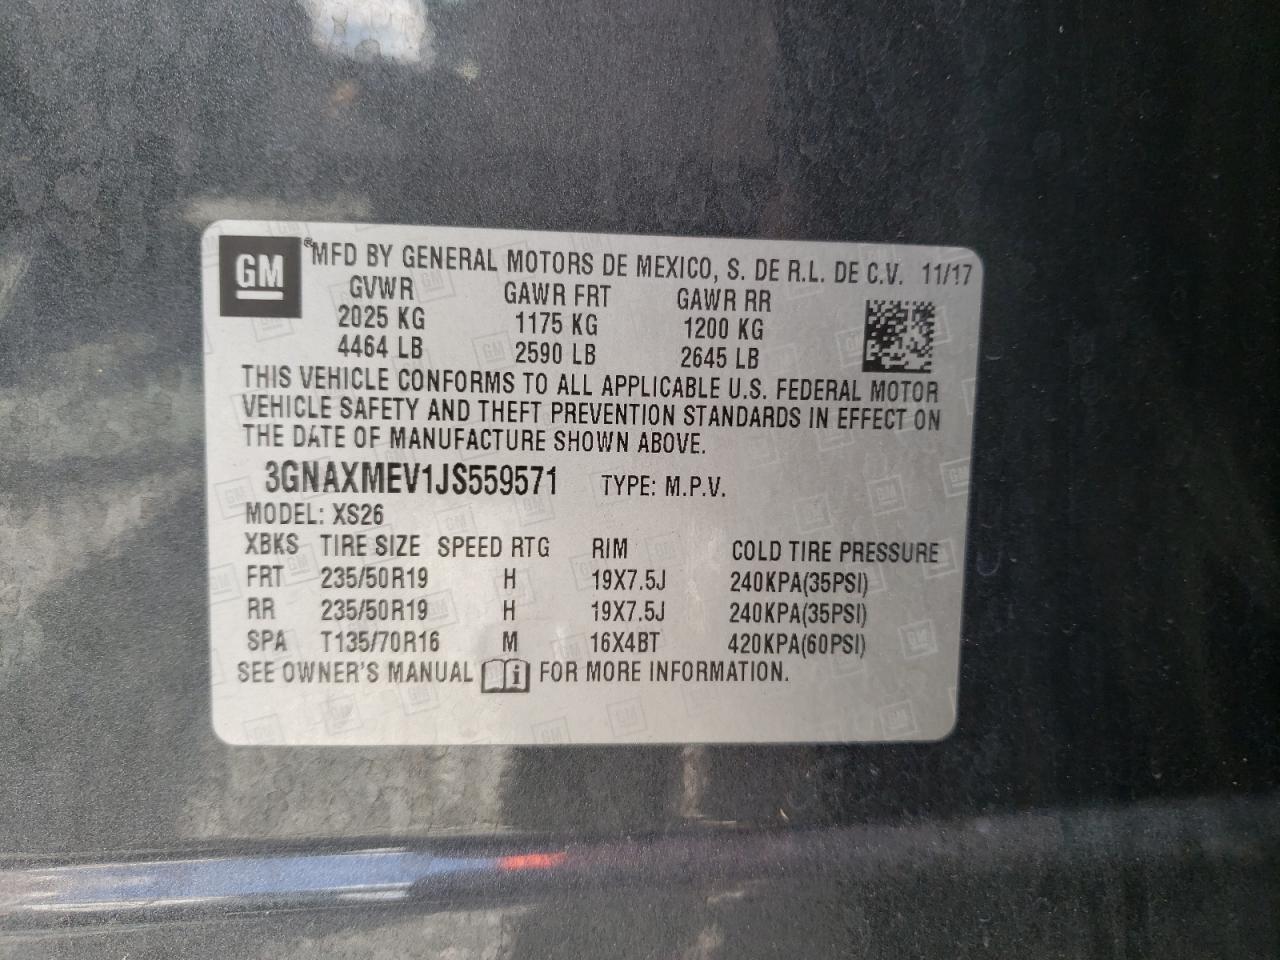 GM ® MFD BY GENERAL MOTORS DE MEXICO, S. DE R.L. DE C.V. 11/17
GVWR GAWR FRT GAWR RR
2025 KG 1175 KG 1200 KG
4464 LB 2590 LB 2645 LB
THIS VEHICLE CONFORMS TO ALL APPLICABLE U.S. FEDERAL MOTOR
VEHICLE SAFETY AND THEFT PREVENTION STANDARDS IN EFFECT ON
THE DATE OF MANUFACTURE SHOWN ABOVE.
3GNAXMEV1JS559571 TYPE: M.P.V.
MODEL: XS26
XBKS TIRE SIZE SPEED RTG RIM COLD TIRE PRESSURE
FRT 235/50R19 H 19X7.5J 240KPA(35PSI)
RR 235/50R19 H 19X7.5J 240KPA(35PSI)
SPA T135/70R16 M 16X4BT 420KPA(60PSI)
SEE OWNER'S MANUAL i FOR MORE INFORMATION.